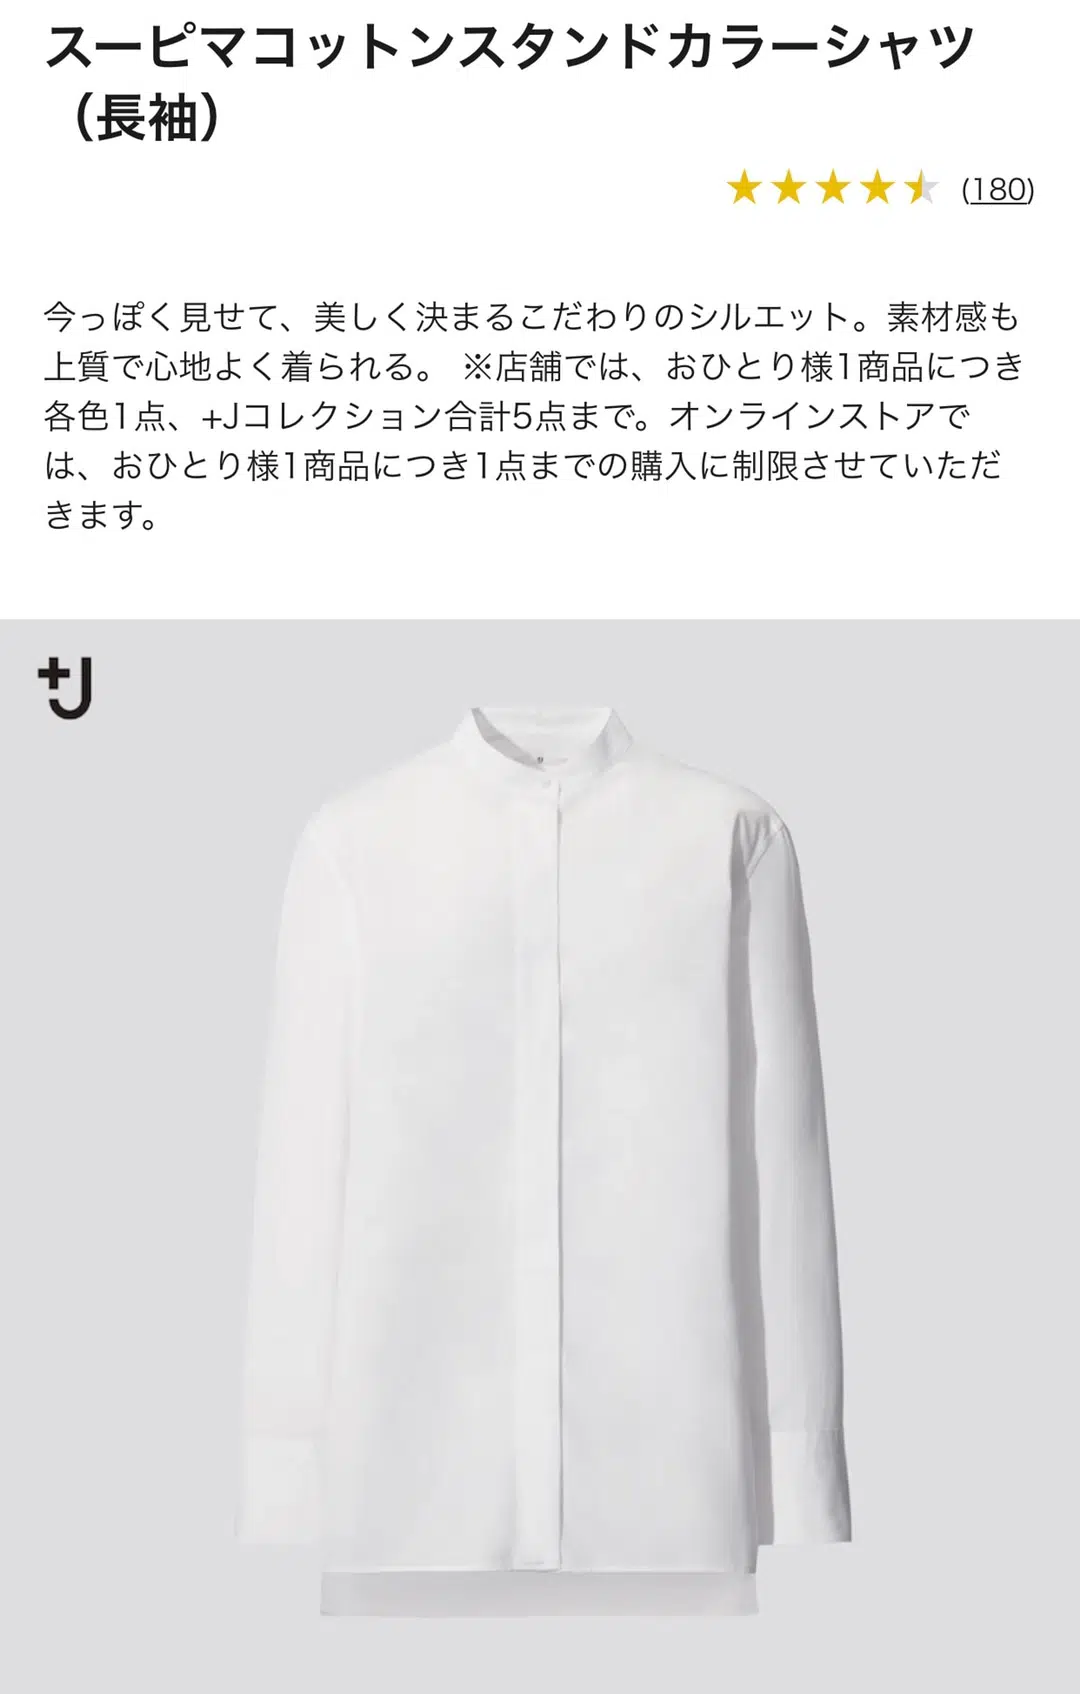 スーピマコットンスタンドカラーシャツ
（長袖）
(180)
今っぽく見せて、美しく決まるこだわりのシルエット。素材感も
上質で心地よく着られる。 ※店舗では、おひとり様1商品につき
各色1点、+Jコレクション合計5点まで。オンラインストアで
は、おひとり様1商品につき1点までの購入に制限させていただ
きます。
+J